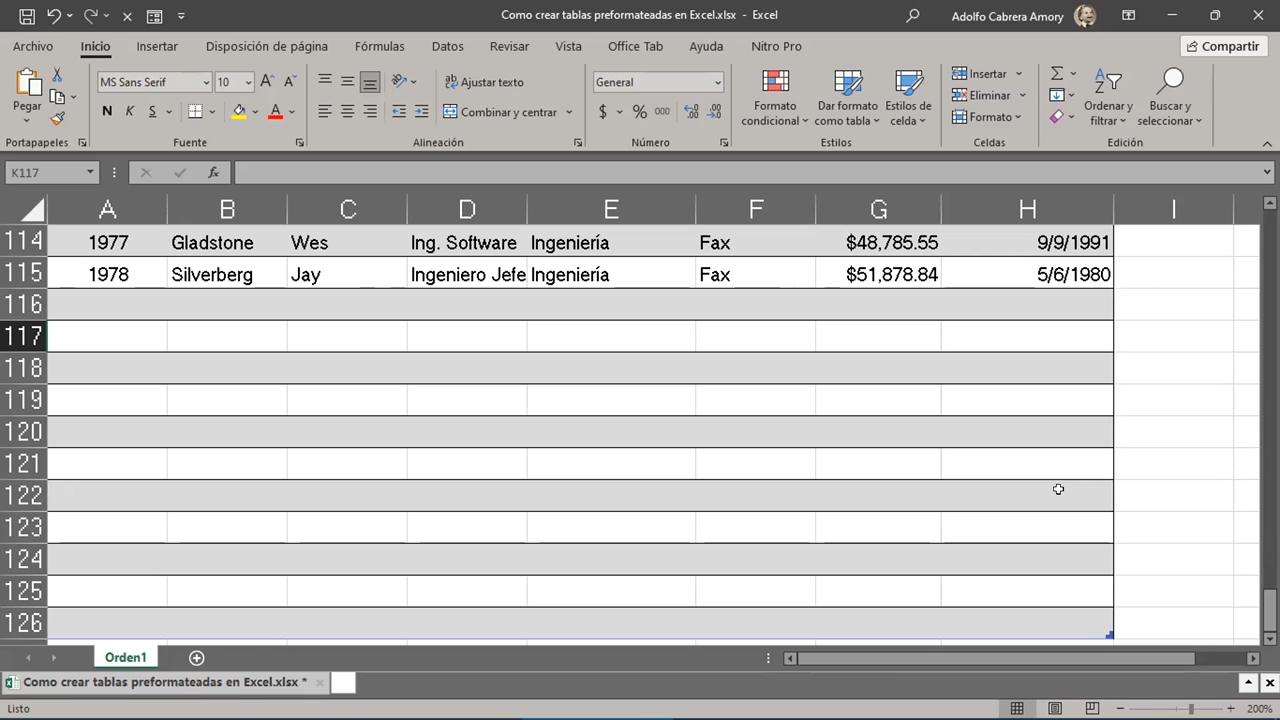 Como crear tablas preformateadas en Excel.xlsx - Excel
Adolfo Cabrera Amory
Archivo Inicio Insertar Disposición de página Fórmulas Datos Revisar Vista Office Tab Ayuda Nitro Pro Compartir
Pegar
MS Sans Serif 10
N K S
Ajustar texto
Combinar y centrar
General
$ % 000
Formato condicional
Dar formato como tabla
Estilos de celda
Insertar
Eliminar
Formato
Ordenar y filtrar
Buscar y seleccionar
Portapapeles Fuente Alineación Número Estilos Celdas Edición
K117 fx
A B C D E F G H I
114 1977 Gladstone Wes Ing. Software Ingeniería Fax $48,785.55 9/9/1991
115 1978 Silverberg Jay Ingeniero Jefe Ingeniería Fax $51,878.84 5/6/1980
116
117
118
119
120
121
122
123
124
125
126
Orden1
Como crear tablas preformateadas en Excel.xlsx *
Listo 200%